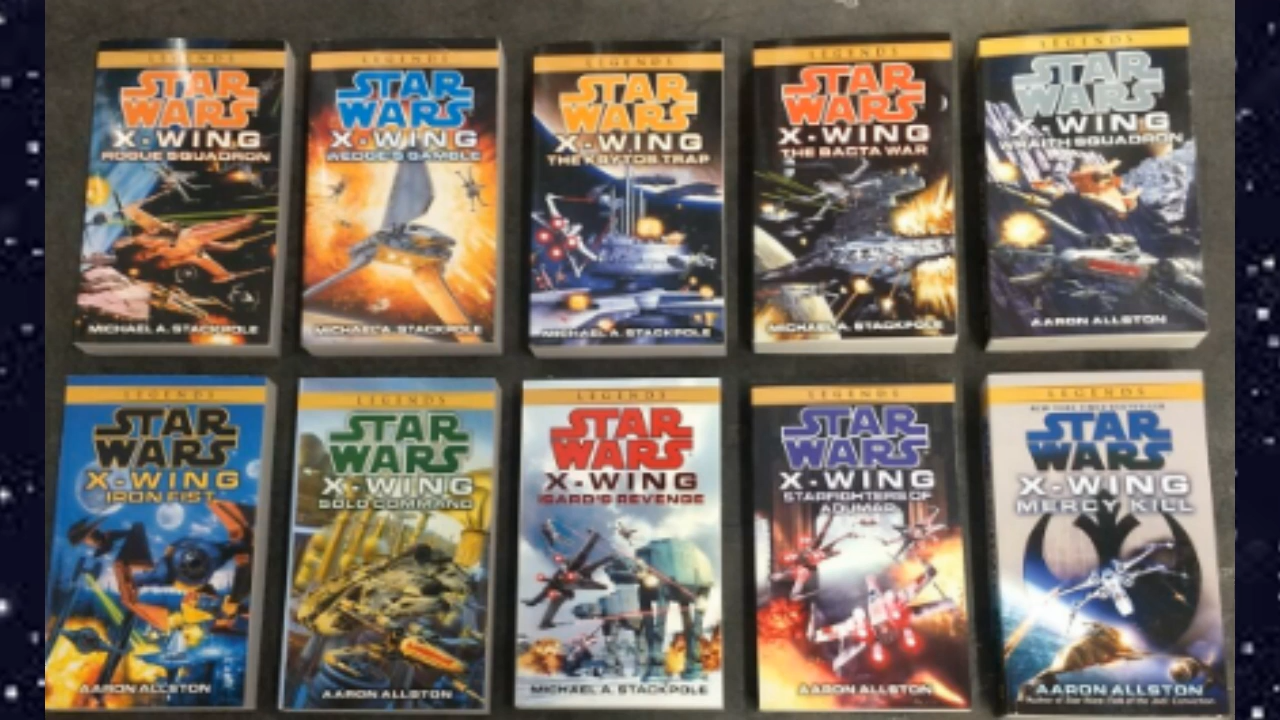 LEGENDS
STAR
WARS
X-WING
ROGUE SQUADRON
MICHAEL A. STACKPOLE
LEGENDS
STAR
WARS
X-WING
WEDGE'S GAMBLE
MICHAEL A. STACKPOLE
LEGENDS
STAR
WARS
X-WING
THE KRYTOS TRAP
MICHAEL A. STACKPOLE
LEGENDS
STAR
WARS
X-WING
THE BACTA WAR
MICHAEL A. STACKPOLE
LEGENDS
STAR
WARS
X-WING
WRAITH SQUADRON
AARON ALLSTON
LEGENDS
STAR
WARS
X-WING
IRON FIST
AARON ALLSTON
LEGENDS
STAR
WARS
X-WING
SOLO COMMAND
AARON ALLSTON
LEGENDS
STAR
WARS
X-WING
ISARD'S REVENGE
MICHAEL A. STACKPOLE
LEGENDS
STAR
WARS
X-WING
STARFIGHTERS OF
ADUMAR
AARON ALLSTON
LEGENDS
NEW YORK TIMES BESTSELLER
STAR
WARS
X-WING
MERCY KILL
AARON ALLSTON